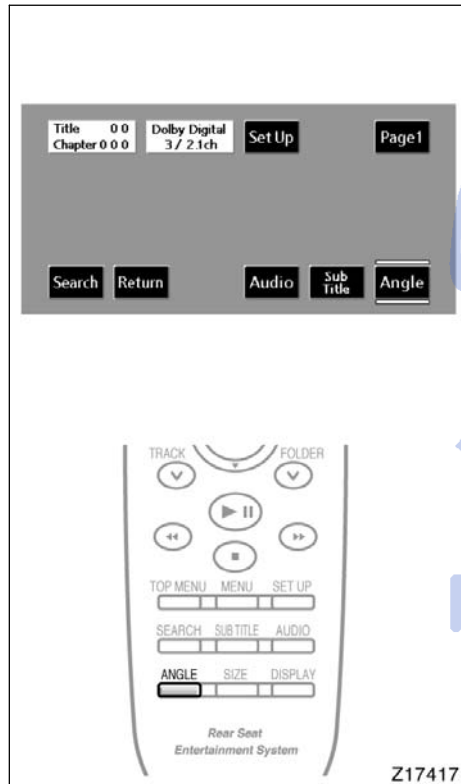 Title 0 0
Chapter 0 0 0
Dolby Digital
3 / 2.1ch
Set Up
Page1
Search
Return
Audio
Sub
Title
Angle
TRACK
FOLDER
TOP MENU
MENU
SET UP
SEARCH
SUB TITLE
AUDIO
ANGLE
SIZE
DISPLAY
Rear Seat
Entertainment System
Z17417